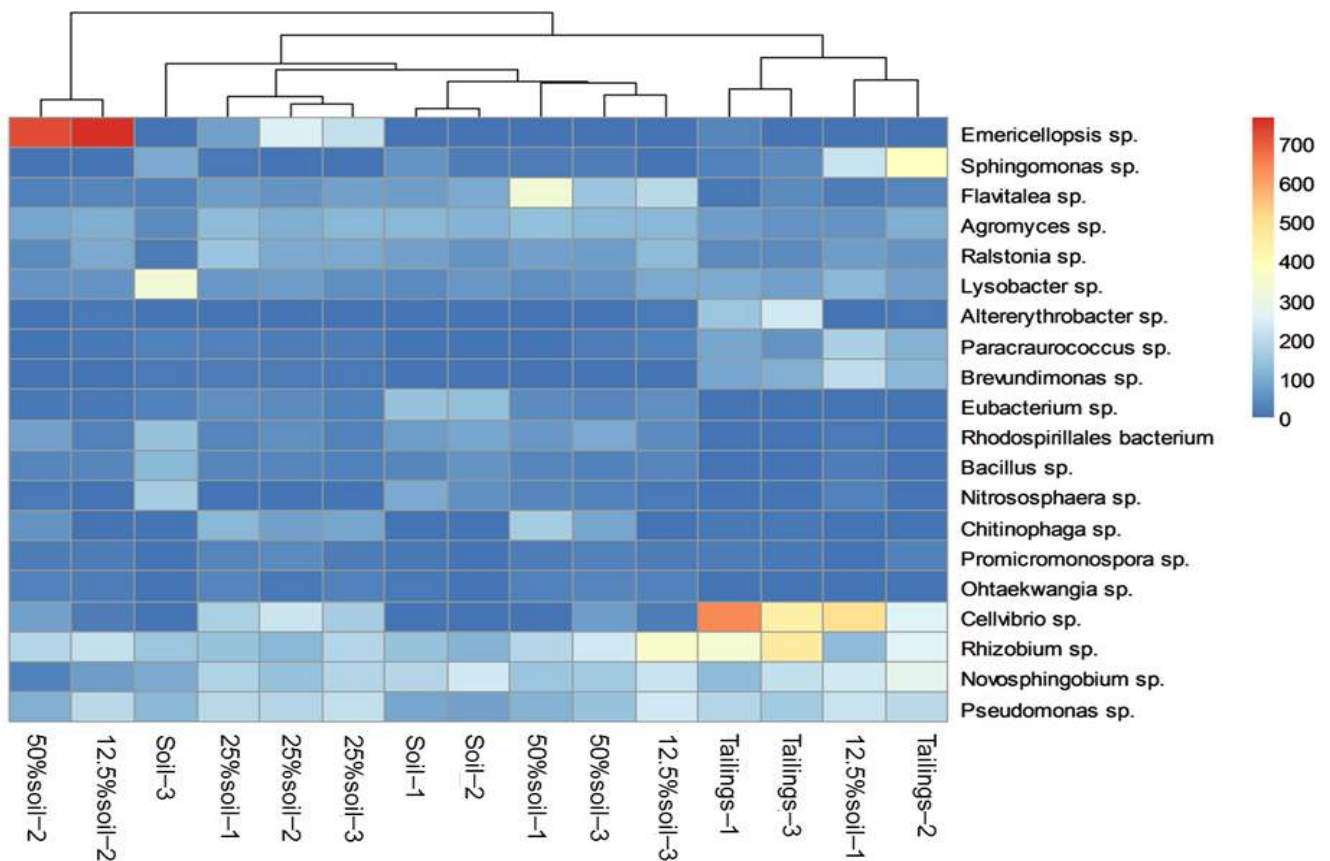 Emericellopsis sp.
Sphingomonas sp.
Flavitalea sp.
Agromyces sp.
Ralstonia sp.
Lysobacter sp.
Altererythrobacter sp.
Paracraurococcus sp.
Brevundimonas sp.
Eubacterium sp.
Rhodospirillales bacterium
Bacillus sp.
Nitrososphaera sp.
Chitinophaga sp.
Promicromonospora sp.
Ohtaekwangia sp.
Cellvibrio sp.
Rhizobium sp.
Novosphingobium sp.
Pseudomonas sp.
700
600
500
400
300
200
100
0
50%soil–2
12.5%soil–2
Soil–3
25%soil–1
25%soil–2
25%soil–3
Soil–1
Soil–2
50%soil–1
50%soil–3
12.5%soil–3
Tailings-1
Tailings-3
12.5%soil–1
Tailings-2